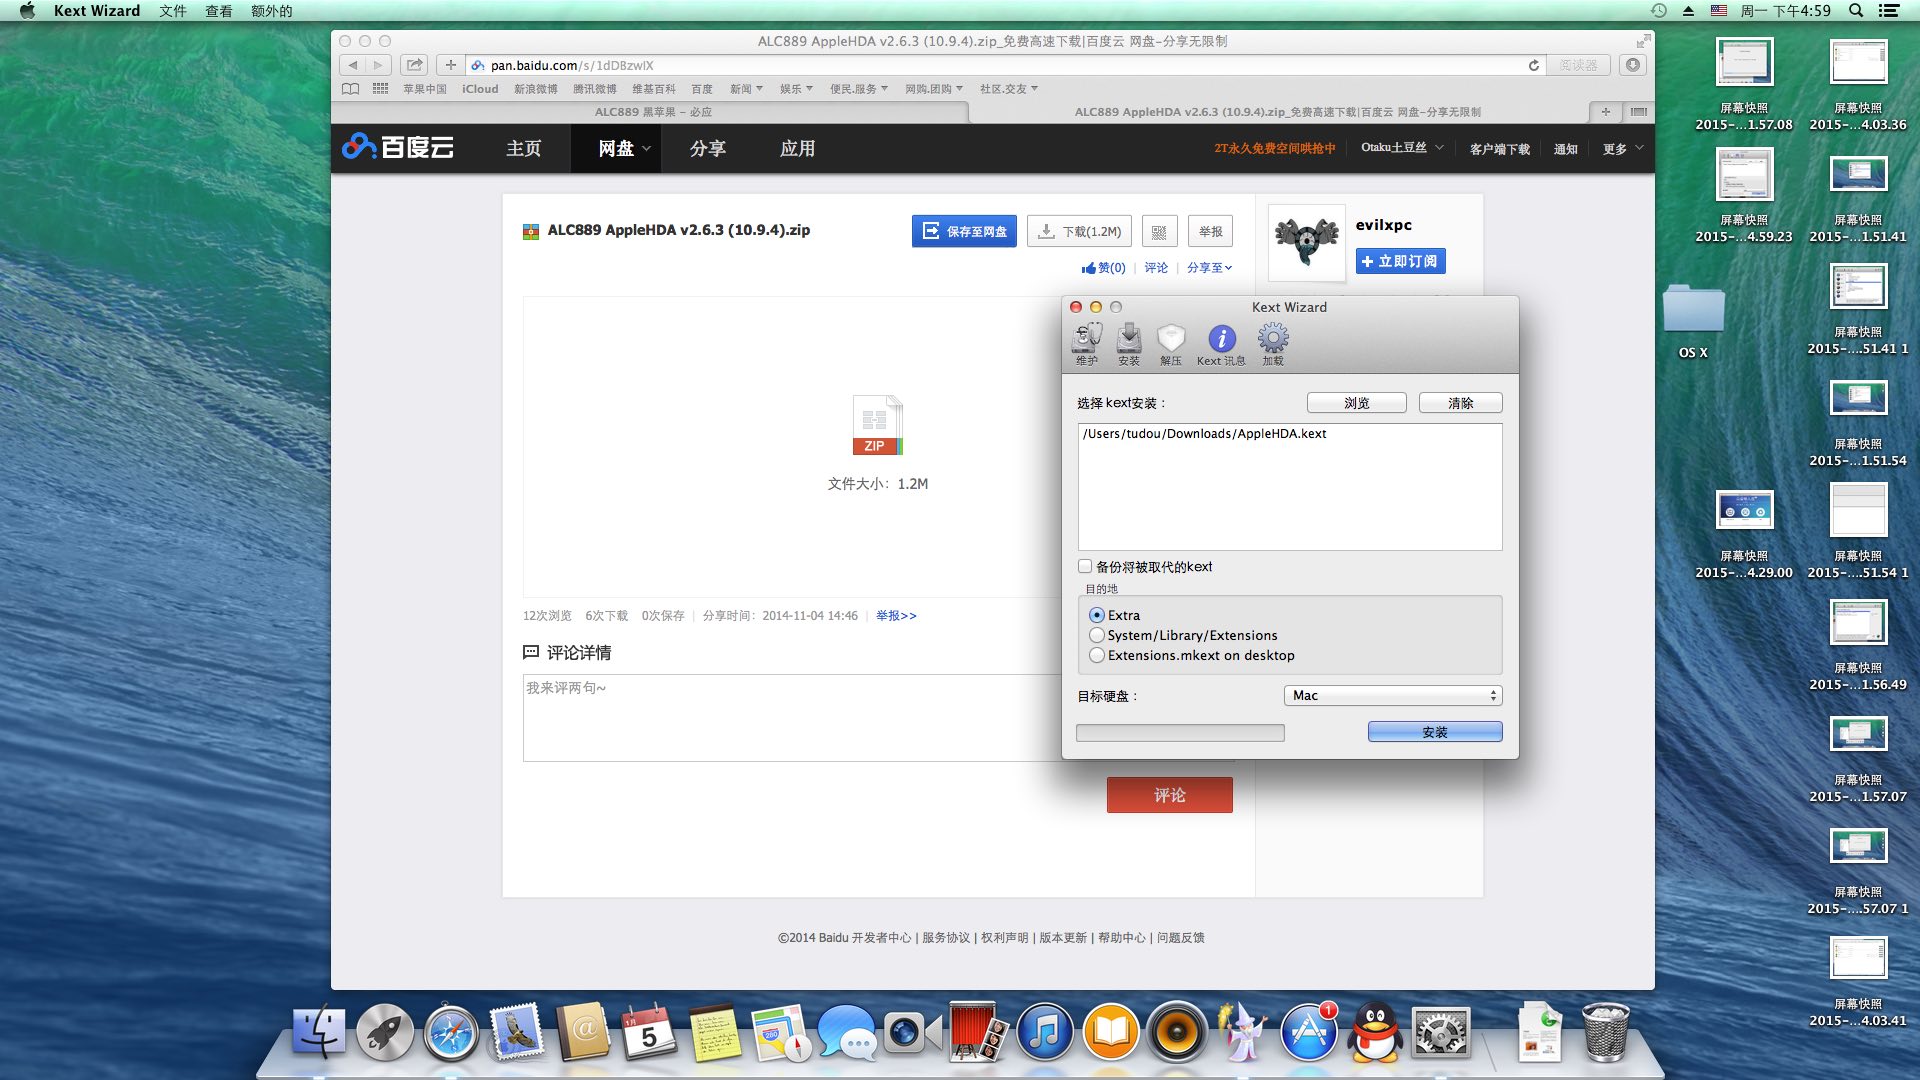 Kext Wizard 文件 查看 额外的
周一 下午4:59
ALC889 AppleHDA v2.6.3 (10.9.4).zip_免费高速下载|百度云 网盘-分享无限制
pan.baidu.com/s/1dDBzwlX
阅读器
苹果中国 iCloud 新浪微博 腾讯微博 维基百科 百度 新闻 娱乐 便民.服务 网购.团购 社区.交友
ALC889 黑苹果 - 必应
ALC889 AppleHDA v2.6.3 (10.9.4).zip_免费高速下载|百度云 网盘-分享无限制
百度云 主页 网盘 分享 应用
2T永久免费空间哄抢中 Otaku土豆丝 客户端下载 通知 更多
ALC889 AppleHDA v2.6.3 (10.9.4).zip
保存至网盘 下载(1.2M) 举报
赞(0) | 评论 | 分享至
evilxpc
立即订阅
ZIP
文件大小：1.2M
12次浏览 6次下载 0次保存 | 分享时间：2014-11-04 14:46 | 举报>>
评论详情
我来评两句~
评论
©2014 Baidu 开发者中心 | 服务协议 | 权利声明 | 版本更新 | 帮助中心 | 问题反馈
Kext Wizard
维护 安装 解压 Kext 讯息 加载
选择 kext安装：
浏览 清除
/Users/tudou/Downloads/AppleHDA.kext
备份将被取代的kext
目的地
Extra
System/Library/Extensions
Extensions.mkext on desktop
目标硬盘：
Mac
安装
屏幕快照
2015-...1.57.08
屏幕快照
2015-...4.03.36
屏幕快照
2015-...4.59.23
屏幕快照
2015-...1.51.41
OS X
屏幕快照
2015-....51.41 1
屏幕快照
2015-...1.51.54
屏幕快照
2015-...4.29.00
屏幕快照
2015-....51.54 1
屏幕快照
2015-...1.56.49
屏幕快照
2015-...1.57.07
屏幕快照
2015-....57.07 1
屏幕快照
2015-...4.03.41
1月
5
280
1